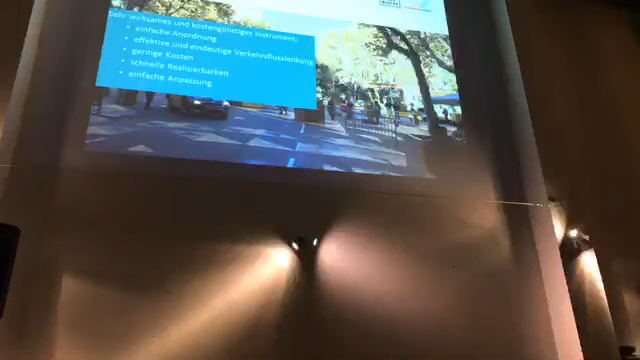 Sehr wirksames und kostengünstiges Instrument:
• einfache Anordnung
• effektive und eindeutige Verkehrsflusslenkung
• geringe Kosten
• schnelle Realisierbarkeit
• einfache Anpassung